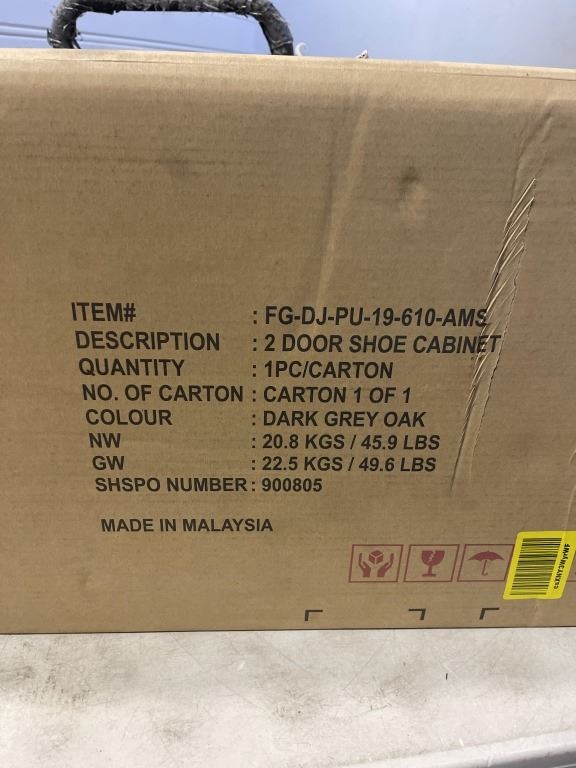 ITEM# : FG-DJ-PU-19-610-AMS
DESCRIPTION : 2 DOOR SHOE CABINET
QUANTITY : 1PC/CARTON
NO. OF CARTON : CARTON 1 OF 1
COLOUR : DARK GREY OAK
NW : 20.8 KGS / 45.9 LBS
GW : 22.5 KGS / 49.6 LBS
SHSPO NUMBER : 900805
MADE IN MALAYSIA